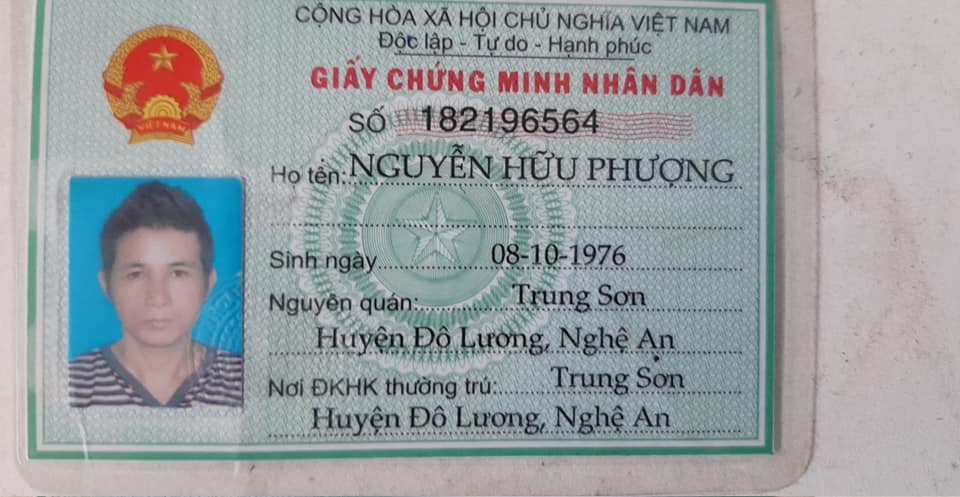 CỘNG HÒA XÃ HỘI CHỦ NGHĨA VIỆT NAM
Độc lập - Tự do - Hạnh phúc
GIẤY CHỨNG MINH NHÂN DÂN
SỐ 182196564
Họ tên: NGUYỄN HỮU PHƯỢNG
Sinh ngày 08-10-1976
Nguyên quán: Trung Sơn
Huyện Đô Lương, Nghệ An
Nơi ĐKHK thường trú: Trung Sơn
Huyện Đô Lương, Nghệ An
VIỆT NAM